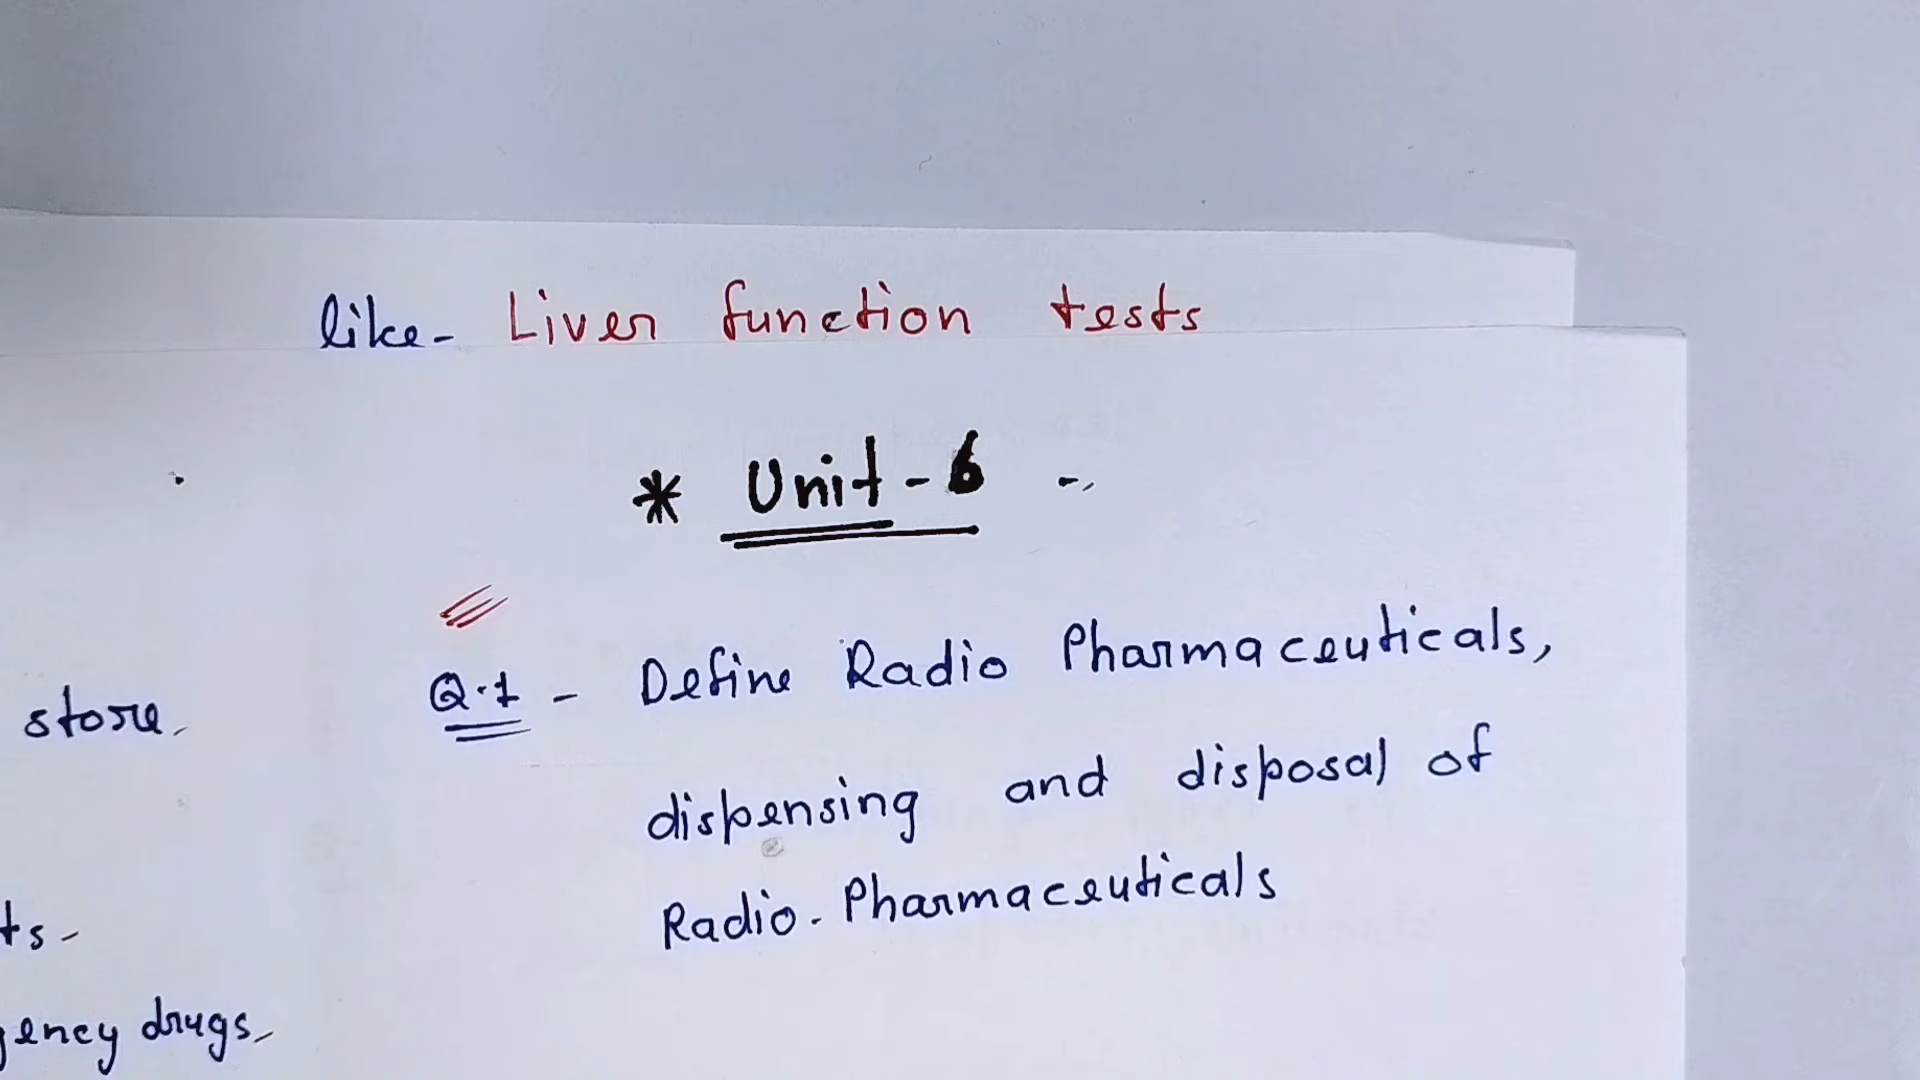 like- Liver function tests
* Unit-6 -
Q.1 - Define Radio Pharmaceuticals,
dispensing and disposal of
Radio-Pharmaceuticals
store.
ts-
gency drugs-